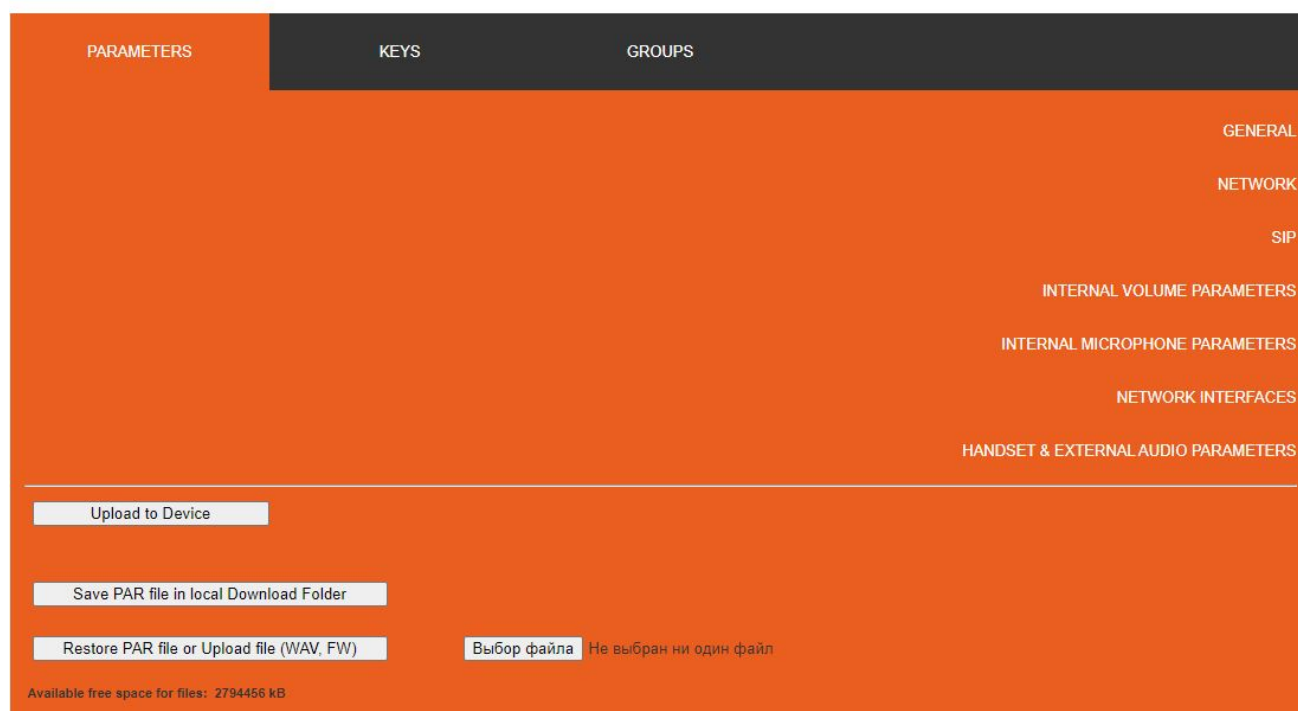 PARAMETERS KEYS GROUPS
GENERAL
NETWORK
SIP
INTERNAL VOLUME PARAMETERS
INTERNAL MICROPHONE PARAMETERS
NETWORK INTERFACES
HANDSET & EXTERNAL AUDIO PARAMETERS
Upload to Device
Save PAR file in local Download Folder
Restore PAR file or Upload file (WAV, FW) Выбор файла Не выбран ни один файл
Available free space for files: 2794456 kB